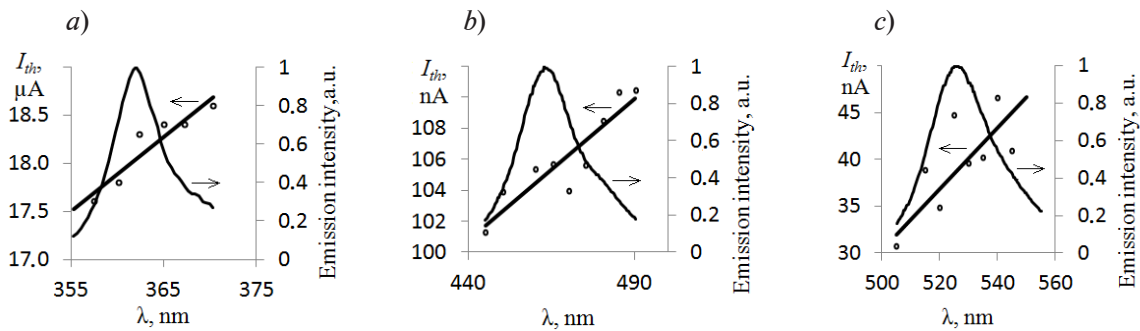 a)
I_th,
μA
18.5
18.0
17.5
17.0
355 365 375
λ, nm
1
0.8
0.6
0.4
0.2
0
Emission intensity,a.u.
b)
I_th,
nA
108
106
104
102
100
440 490
λ, nm
1
0.8
0.6
0.4
0.2
0
Emission intensity, a.u.
c)
I_th,
nA
45
40
35
30
500 520 540 560
λ, nm
1
0.8
0.6
0.4
0.2
0
Emission intensity, a.u.